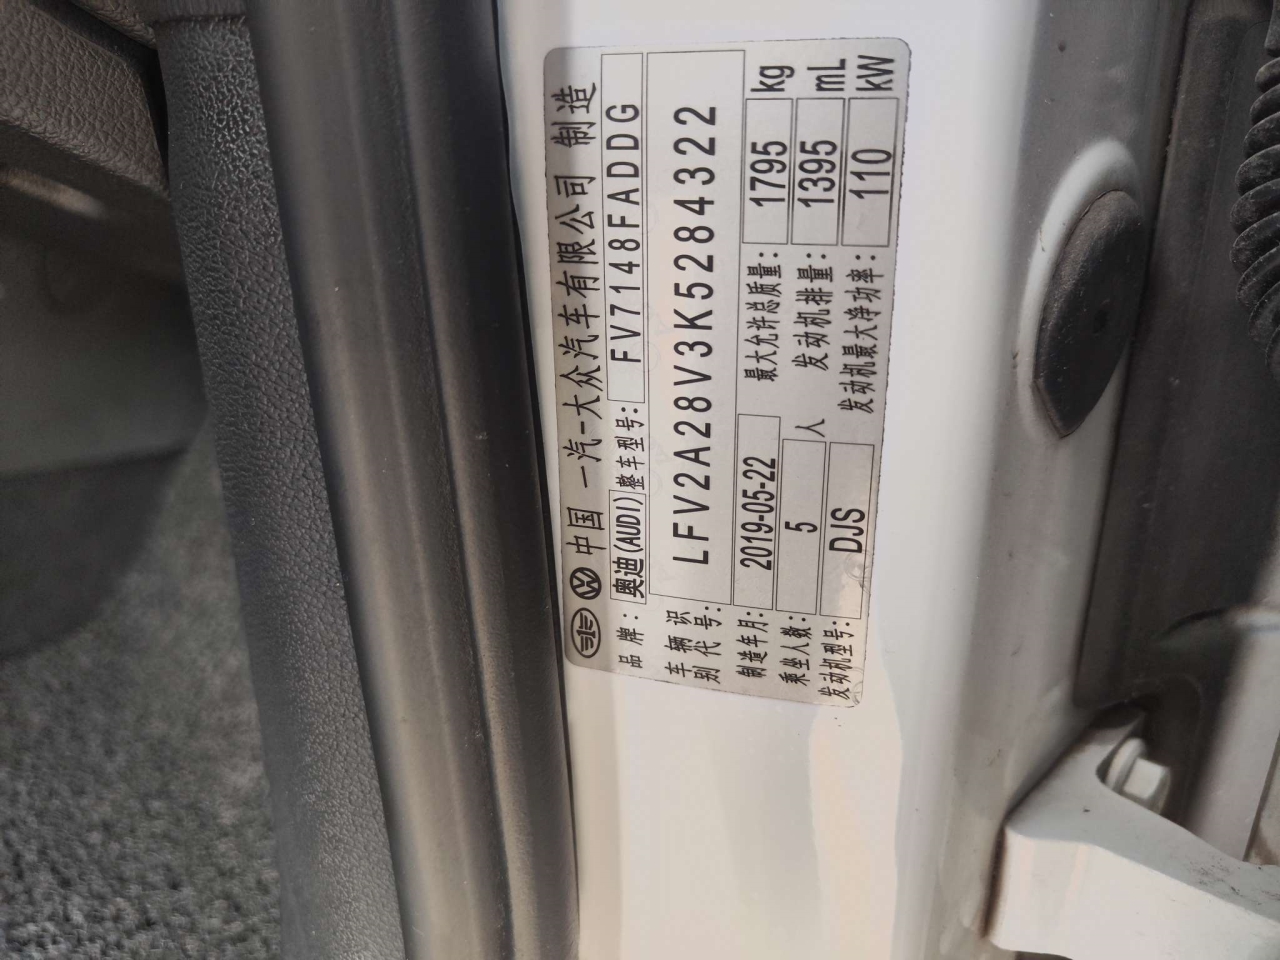 中国 一汽-大众汽车有限公司 制造
品牌: 奥迪(AUDI) 整车型号: FV7148FADDG
车辆识别代号: LFV2A28V3K5284322
制造年月: 2019-05-22 最大允许总质量: 1795 kg
乘坐人数: 5 人 发动机排量: 1395 mL
发动机型号: DJS 发动机最大净功率: 110 kW